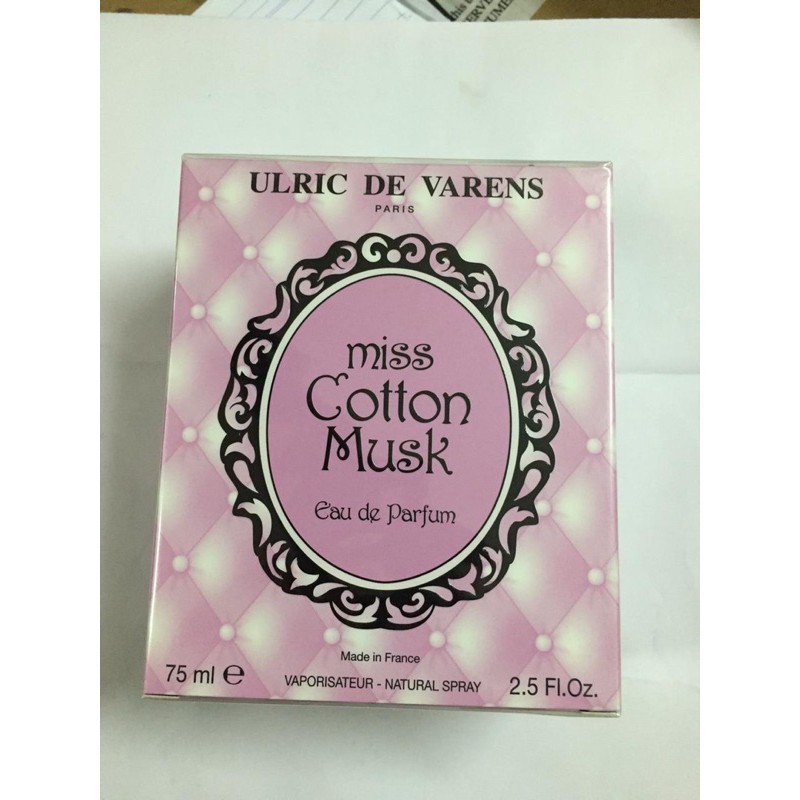 ULRIC DE VARENS
PARIS
miss
Cotton
Musk
Eau de Parfum
Made in France
75 ml e
VAPORISATEUR - NATURAL SPRAY
2.5 Fl.Oz.